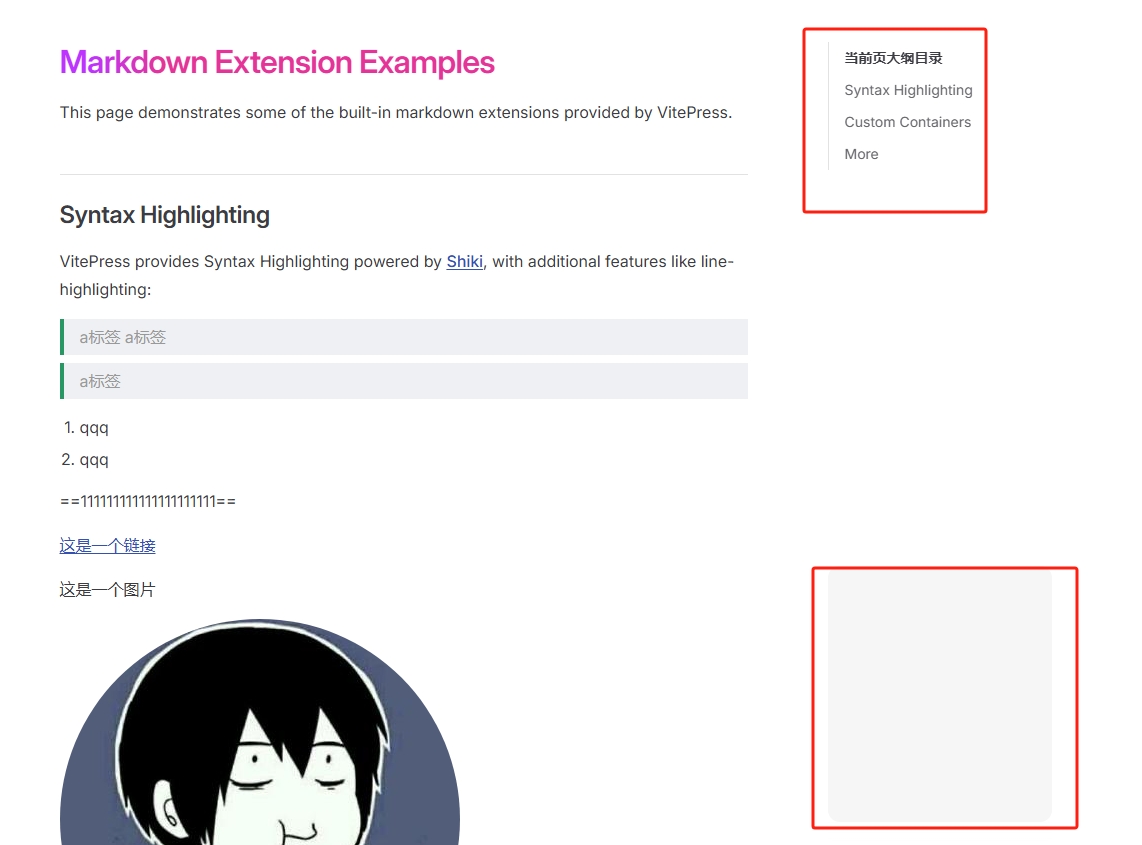 Markdown Extension Examples
This page demonstrates some of the built-in markdown extensions provided by VitePress.
Syntax Highlighting
VitePress provides Syntax Highlighting powered by Shiki, with additional features like line-
highlighting:
a标签 a标签
a标签
1. qqq
2. qqq
==111111111111111111111==
这是一个链接
这是一个图片
当前页大纲目录
Syntax Highlighting
Custom Containers
More